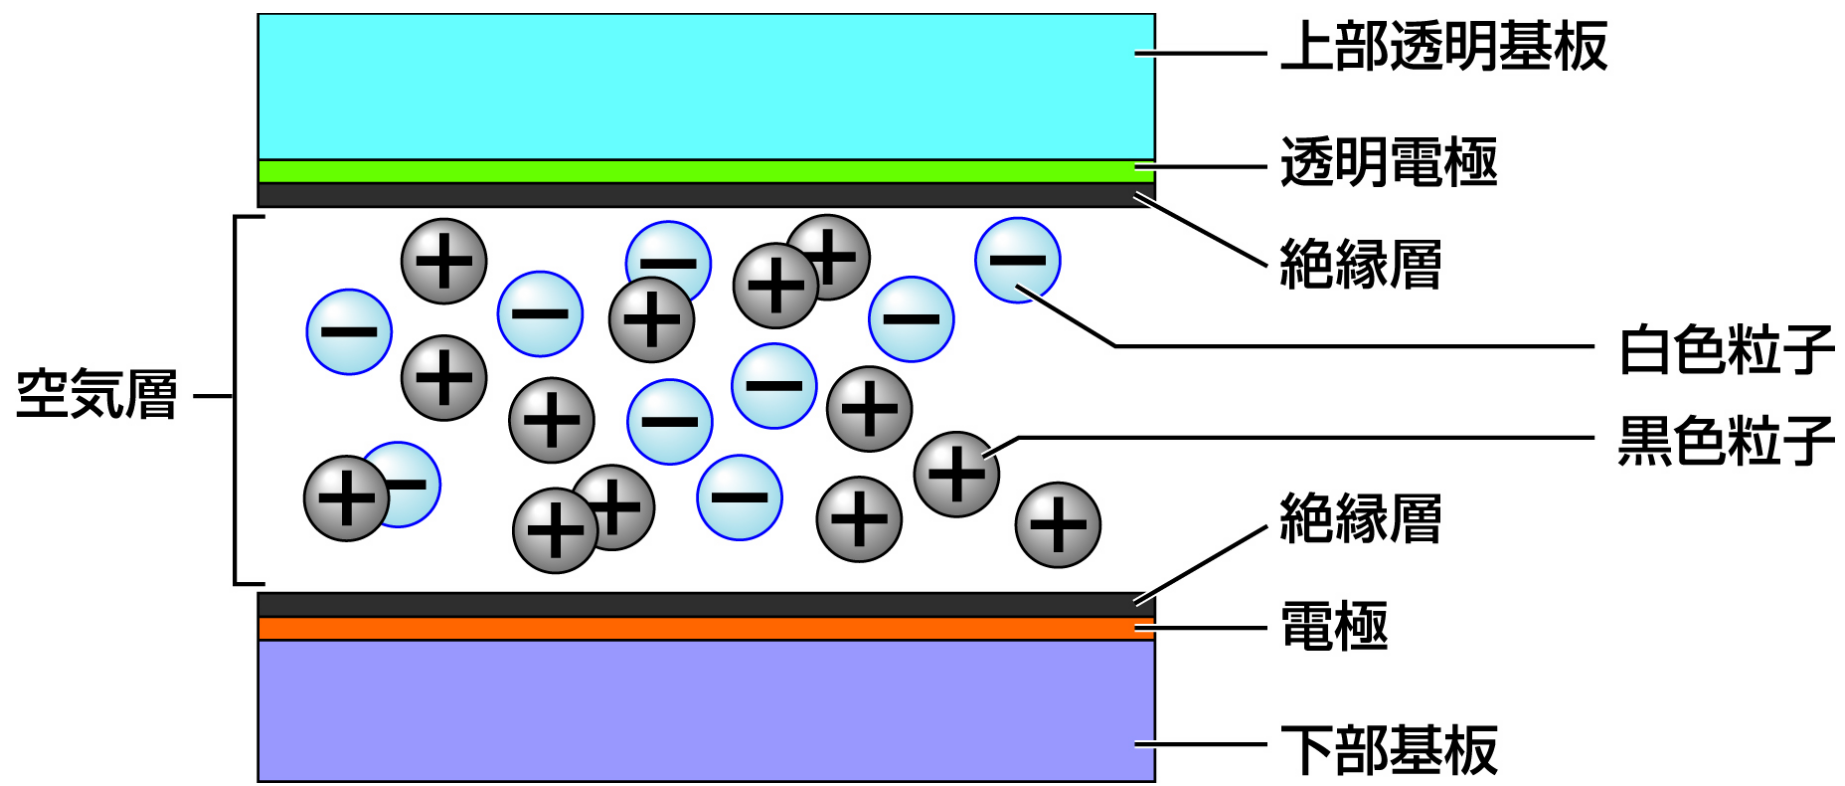 上部透明基板
透明電極
絶縁層
白色粒子
空気層
黒色粒子
絶縁層
電極
下部基板